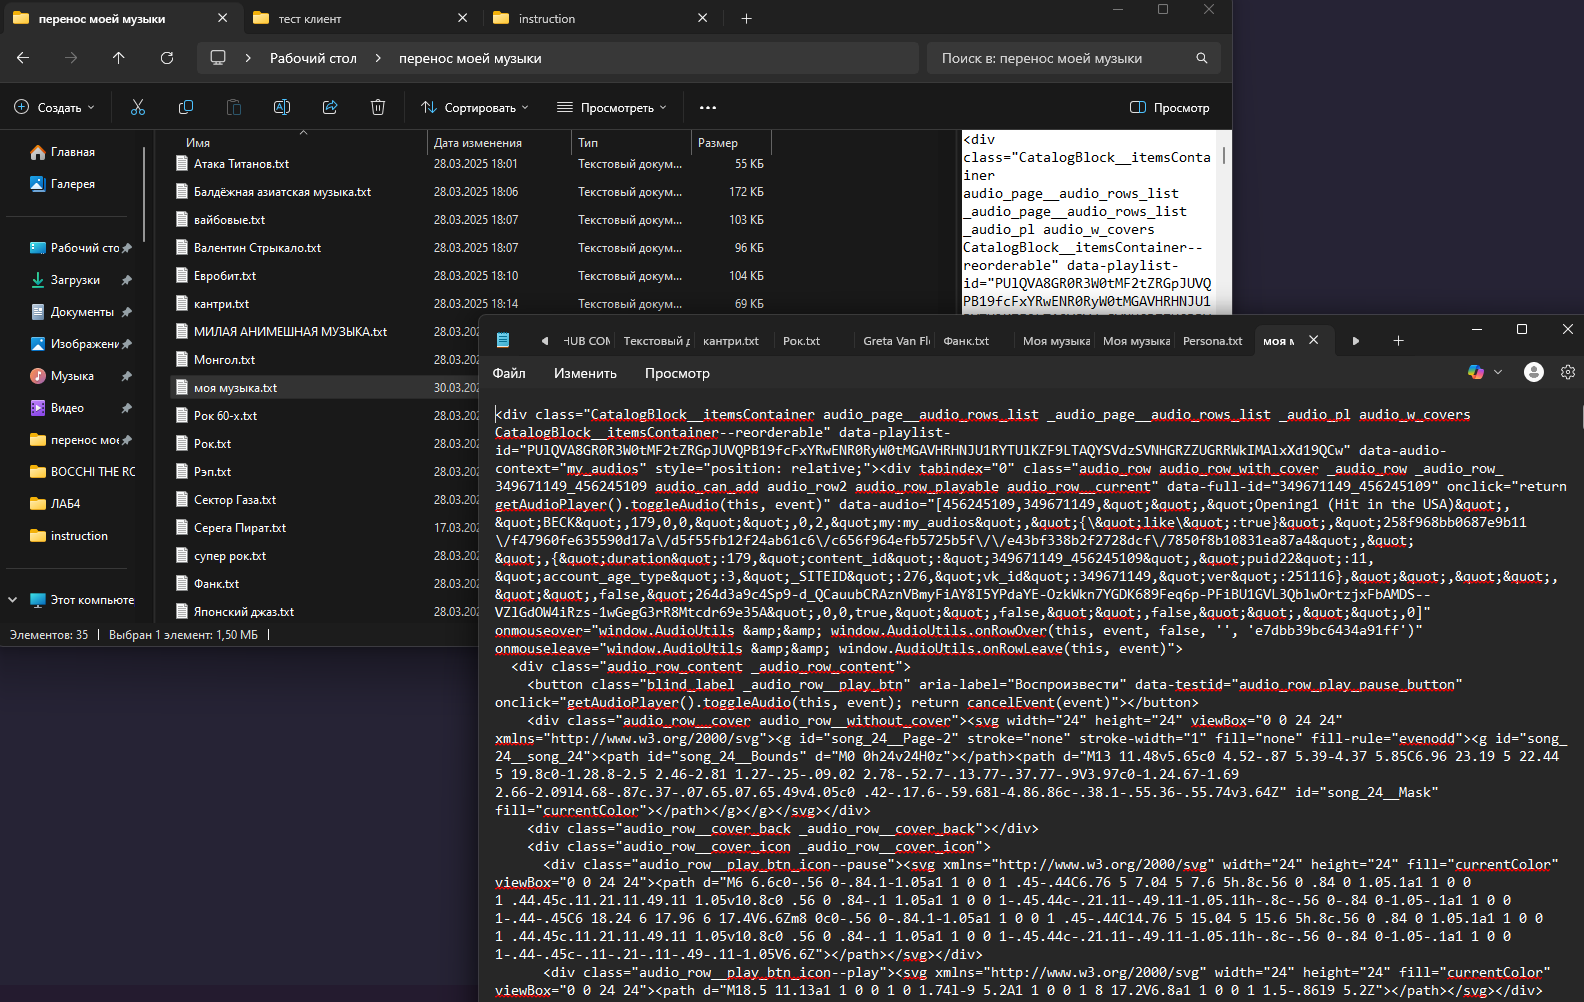 перенос моей музыки
тест клиент
instruction
Рабочий стол
перенос моей музыки
Поиск в: перенос моей музыки
Создать
Сортировать
Просмотреть
Просмотр
Главная
Галерея
Рабочий сто
Загрузки
Документы
Изображени
Музыка
Видео
перенос мое
BOCCHI THE RO
ЛАБ4
instruction
Этот компьюте
Имя Дата изменения Тип Размер
Атака Титанов.txt 28.03.2025 18:01 Текстовый докум... 55 КБ
Балдёжная азиатская музыка.txt 28.03.2025 18:06 Текстовый докум... 172 КБ
вайбовые.txt 28.03.2025 18:07 Текстовый докум... 103 КБ
Валентин Стрыкало.txt 28.03.2025 18:07 Текстовый докум... 96 КБ
Евробит.txt 28.03.2025 18:10 Текстовый докум... 104 КБ
кантри.txt 28.03.2025 18:14 Текстовый докум... 69 КБ
МИЛАЯ АНИМЕШНАЯ МУЗЫКА.txt 28.03.202
Монгол.txt 28.03.202
моя музыка.txt 30.03.202
Рок 60-х.txt 28.03.202
Рок.txt 28.03.202
Рэп.txt 28.03.202
Сектор Газа.txt 28.03.202
Серега Пират.txt 17.03.202
супер рок.txt 28.03.202
Фанк.txt 28.03.202
Японский джаз.txt 28.03.202
Элементов: 35 | Выбран 1 элемент: 1,50 МБ |
<div
class="CatalogBlock__itemsConta
iner
audio_page__audio_rows_list
_audio_page__audio_rows_list
_audio_pl audio_w_covers
CatalogBlock__itemsContainer--
reorderable" data-playlist-
id="PUlQVA8GR0R3W0tMF2tZRGpJUVQ
PB19fcFxYRwENR0RyW0tMGAVHRHNJU1
HUB COM
Текстовый д
кантри.txt
Рок.txt
Greta Van Fl
Фанк.txt
Моя музыка
Моя музыка
Persona.txt
моя м
Файл
Изменить
Просмотр
<div class="CatalogBlock__itemsContainer audio_page__audio_rows_list _audio_page__audio_rows_list _audio_pl audio_w_covers
CatalogBlock__itemsContainer--reorderable" data-playlist-
id="PUlQVA8GR0R3W0tMF2tZRGpJUVQPB19fcFxYRwENR0RyW0tMGAVHRHNJU1RYTUlKZF9LTAQYSVdzSVNHGRZZUGRRWkIMAlxXd19QCw" data-audio-
context="my_audios" style="position: relative;"><div tabindex="0" class="audio_row audio_row_with_cover _audio_row _audio_row_
349671149_456245109 audio_can_add audio_row2 audio_row_playable audio_row__current" data-full-id="349671149_456245109" onclick="return
getAudioPlayer().toggleAudio(this, event)" data-audio="[456245109,349671149,&quot;&quot;,&quot;Opening1 (Hit in the USA)&quot;,
&quot;BECK&quot;,179,0,0,&quot;&quot;,0,2,&quot;my:my_audios&quot;,&quot;{\&quot;like\&quot;:true}&quot;,&quot;258f968bb0687e9b11
\/f47960fe635590d17a\/d5f55fb12f24ab61c6\/c656f964efb5725b5f\/\/e43bf338b2f2728dcf\/7850f8b10831ea87a4&quot;,&quot;
&quot;,{&quot;duration&quot;:179,&quot;content_id&quot;:&quot;349671149_456245109&quot;,&quot;puid22&quot;:11,
&quot;account_age_type&quot;:3,&quot;_SITEID&quot;:276,&quot;vk_id&quot;:349671149,&quot;ver&quot;:251116},&quot;&quot;,&quot;&quot;,
&quot;&quot;,false,&quot;264d3a9c4Sp9-d_QCauubCRAznVBmyFiAY8I5YPdaYE-OzkWkn7YGDK689Feq6p-PFiBU1GVL3QblwOrtzjxFbAMDS--
VZlGdOW4iRzs-1wGegG3rR8Mtcdr69e35A&quot;,0,0,true,&quot;&quot;,false,&quot;&quot;,false,&quot;&quot;,&quot;&quot;,0]"
onmouseover="window.AudioUtils &amp;&amp; window.AudioUtils.onRowOver(this, event, false, '', 'e7dbb39bc6434a91ff')"
onmouseleave="window.AudioUtils &amp;&amp; window.AudioUtils.onRowLeave(this, event)">
<div class="audio_row_content _audio_row_content">
<button class="blind_label _audio_row__play_btn" aria-label="Воспроизвести" data-testid="audio_row_play_pause_button"
onclick="getAudioPlayer().toggleAudio(this, event); return cancelEvent(event)"></button>
<div class="audio_row__cover audio_row__without_cover"><svg width="24" height="24" viewBox="0 0 24 24"
xmlns="http://www.w3.org/2000/svg"><g id="song_24__Page-2" stroke="none" stroke-width="1" fill="none" fill-rule="evenodd"><g id="song_
24__song_24"><path id="song_24__Bounds" d="M0 0h24v24H0z"></path><path d="M13 11.48v5.65c0 4.52-.87 5.39-4.37 5.85C6.96 23.19 5 22.44
5 19.8c0-1.28.8-2.5 2.46-2.81 1.27-.25-.09.02 2.78-.52.7-.13.77-.37.77-.9V3.97c0-1.24.67-1.69
2.66-2.09l4.68-.87c.37-.07.65.07.65.49v4.05c0 .42-.17.6-.59.68l-4.86.86c-.38.1-.55.36-.55.74v3.64Z" id="song_24__Mask"
fill="currentColor"></path></g></g></svg></div>
<div class="audio_row__cover_back _audio_row__cover_back"></div>
<div class="audio_row__cover_icon _audio_row__cover_icon">
<div class="audio_row__play_btn_icon--pause"><svg xmlns="http://www.w3.org/2000/svg" width="24" height="24" fill="currentColor"
viewBox="0 0 24 24"><path d="M6 6.6c0-.56 0-.84.1-1.05a1 1 0 0 1 .45-.44C6.76 5 7.04 5 7.6 5h.8c.56 0 .84 0 1.05.1a1 1 0 0
1 .44.45c.11.21.11.49.11 1.05v10.8c0 .56 0 .84-.1 1.05a1 1 0 0 1-.45.44c-.21.11-.49.11-1.05.11h-.8c-.56 0-.84 0-1.05-.1a1 1 0 0
1-.44-.45C6 18.24 6 17.96 6 17.4V6.6Zm8 0c0-.56 0-.84.1-1.05a1 1 0 0 1 .45-.44C14.76 5 15.04 5 15.6 5h.8c.56 0 .84 0 1.05.1a1 1 0 0
1 .44.45c.11.21.11.49.11 1.05v10.8c0 .56 0 .84-.1 1.05a1 1 0 0 1-.45.44c-.21.11-.49.11-1.05.11h-.8c-.56 0-.84 0-1.05-.1a1 1 0 0
1-.44-.45c-.11-.21-.11-.49-.11-1.05V6.6Z"></path></svg></div>
<div class="audio_row__play_btn_icon--play"><svg xmlns="http://www.w3.org/2000/svg" width="24" height="24" fill="currentColor"
viewBox="0 0 24 24"><path d="M18.5 11.13a1 1 0 0 1 0 1.74l-9 5.2A1 1 0 0 1 8 17.2V6.8a1 1 0 0 1 1.5-.86l9 5.2Z"></path></svg></div>